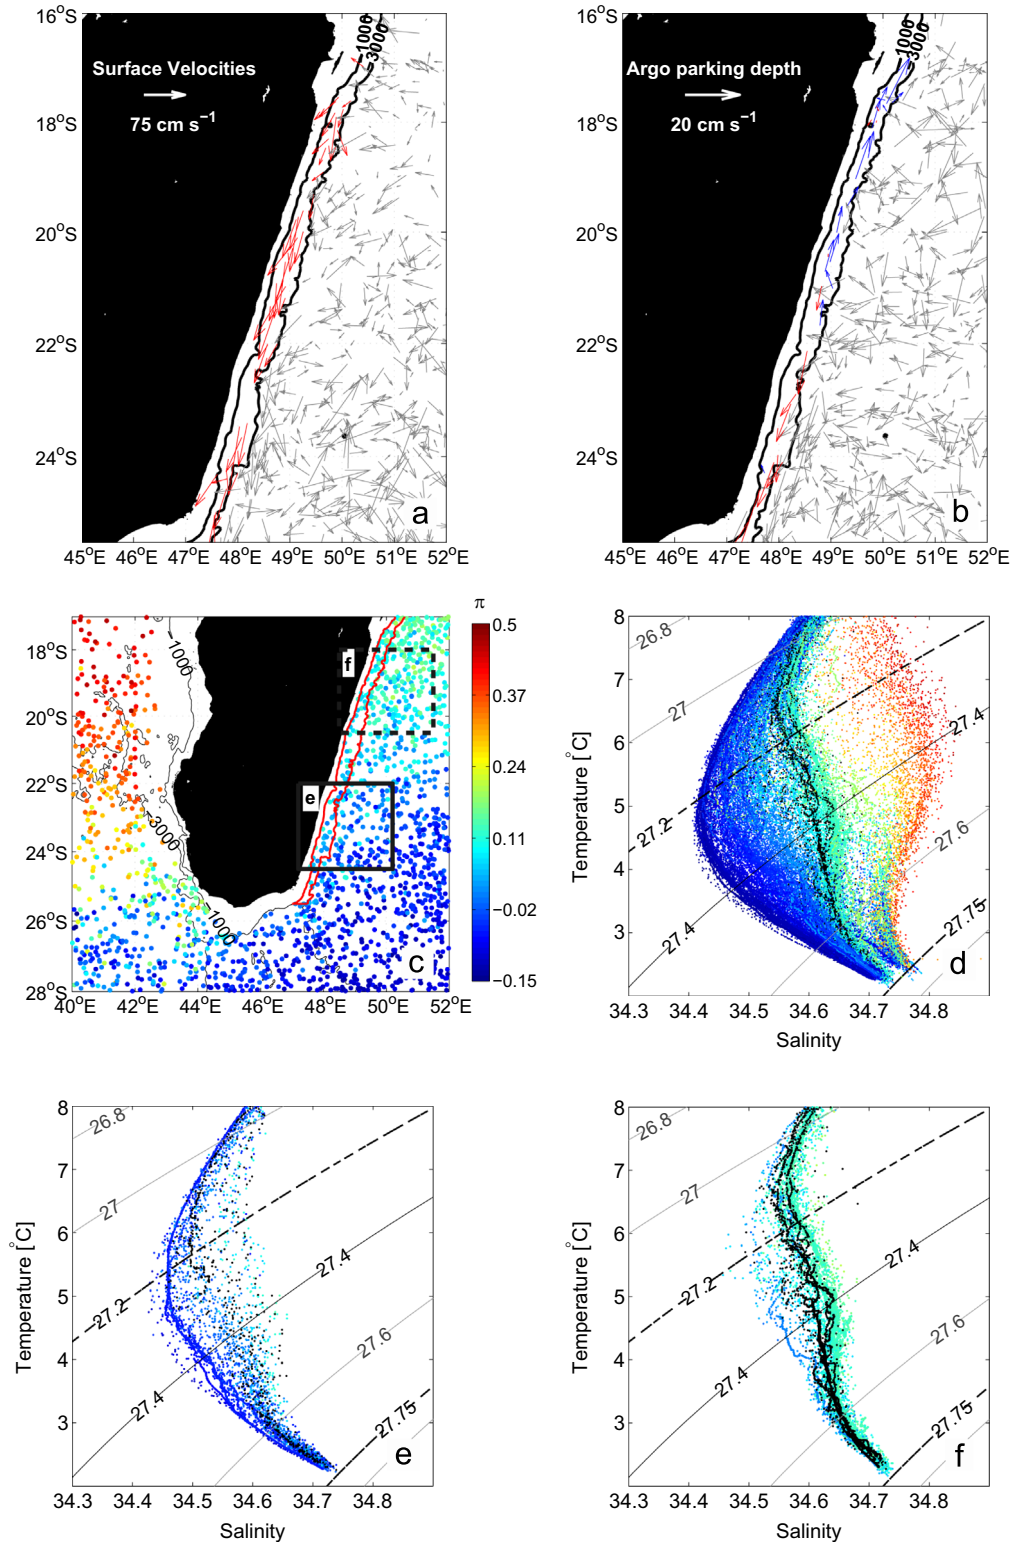 16°S
18°S
20°S
22°S
24°S
Surface Velocities
75 cm s⁻¹
1000
3000
a
45°E 46°E 47°E 48°E 49°E 50°E 51°E 52°E
16°S
18°S
20°S
22°S
24°S
Argo parking depth
20 cm s⁻¹
1000
3000
b
45°E 46°E 47°E 48°E 49°E 50°E 51°E 52°E
18°S
20°S
22°S
24°S
26°S
28°S
1000
3000
1000
f
e
c
40°E 42°E 44°E 46°E 48°E 50°E 52°E
π
0.5
0.37
0.24
0.11
−0.02
−0.15
8
7
6
5
4
3
Temperature [°C]
26.8
27
27.2
27.4
27.4
27.6
27.75
d
34.3 34.4 34.5 34.6 34.7 34.8
Salinity
8
7
6
5
4
3
Temperature [°C]
26.8
27
27.2
27.4
27.4
27.6
27.75
e
34.3 34.4 34.5 34.6 34.7 34.8
Salinity
8
7
6
5
4
3
Temperature [°C]
26.8
27
27.2
27.4
27.4
27.6
27.75
f
34.3 34.4 34.5 34.6 34.7 34.8
Salinity